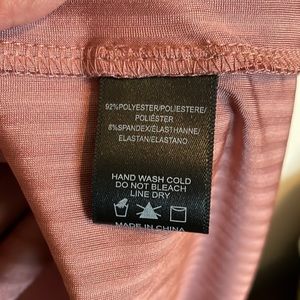 92%POLYESTER/POLIESTERE/
POLIÉSTER
8%SPANDEX/ÉLASTHANNE/
ELASTAN/ELASTANO
HAND WASH COLD
DO NOT BLEACH
LINE DRY
MADE IN CHINA